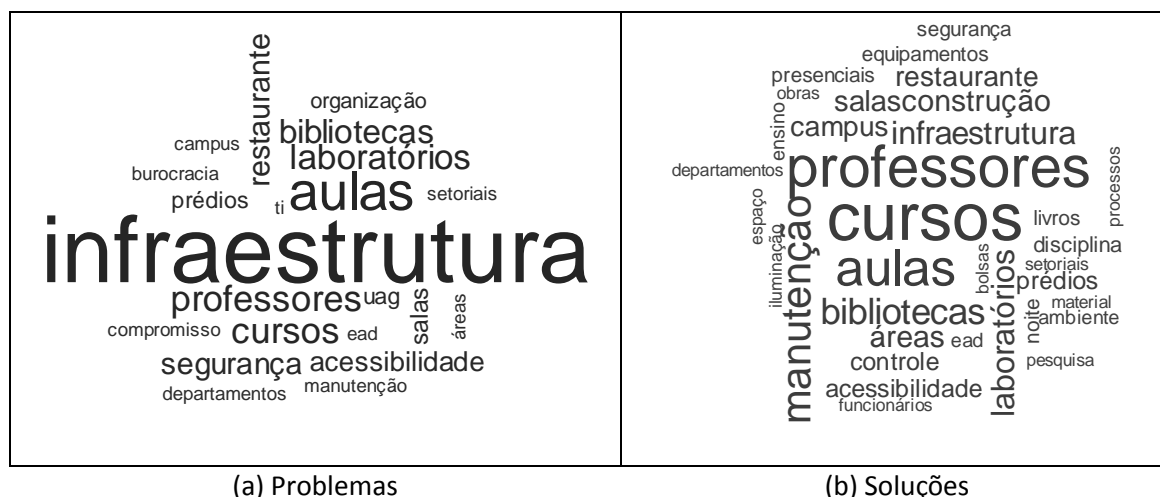 restaurante
organização
bibliotecas
campus
laboratórios
burocracia
aulas
setoriais
prédios
ti
infraestrutura
professores
uag
salas
áreas
compromisso
cursos
ead
segurança
acessibilidade
departamentos
manutenção
(a) Problemas
segurança
equipamentos
presenciais
restaurante
obras
salas
construção
ensino
campus
infraestrutura
departamentos
professores
processos
espaço
manutenção
cursos
livros
iluminação
aulas
bolsas
disciplina
setoriais
prédios
laboratórios
bibliotecas
noite
material
ambiente
áreas
ead
controle
pesquisa
acessibilidade
funcionários
(b) Soluções